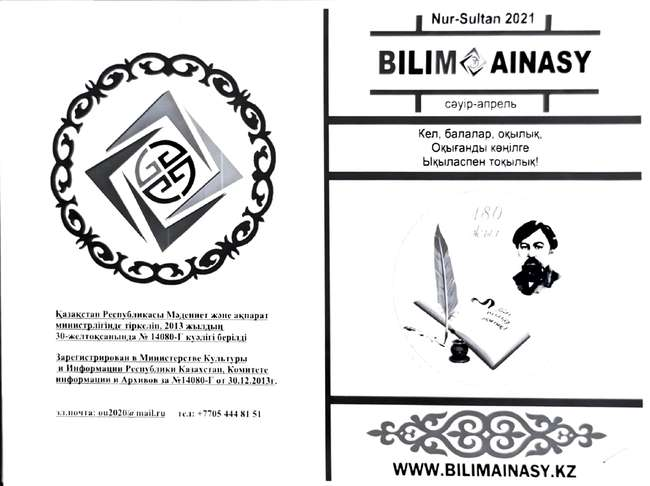 Қазақстан Республикасы Мәдениет және ақпарат
министрлігінде тіркеліп, 2013 жылдың
30-желтоқсанында № 14080-Г куәлігі берілді
Зарегистрирован в Министерстве Культуры
и Информации Республики Казахстан, Комитете
информации и Архивов за №14080-Г от 30.12.2013г.
эл.почта: ou2020@mail.ru тел: +7705 444 81 51
Nur-Sultan 2021
BILIM AINASY
сәуір-апрель
Кел, балалар, оқылық,
Оқығанды көңілге
Ықыласпен тоқылық!
180
жыл
WWW.BILIMAINASY.KZ